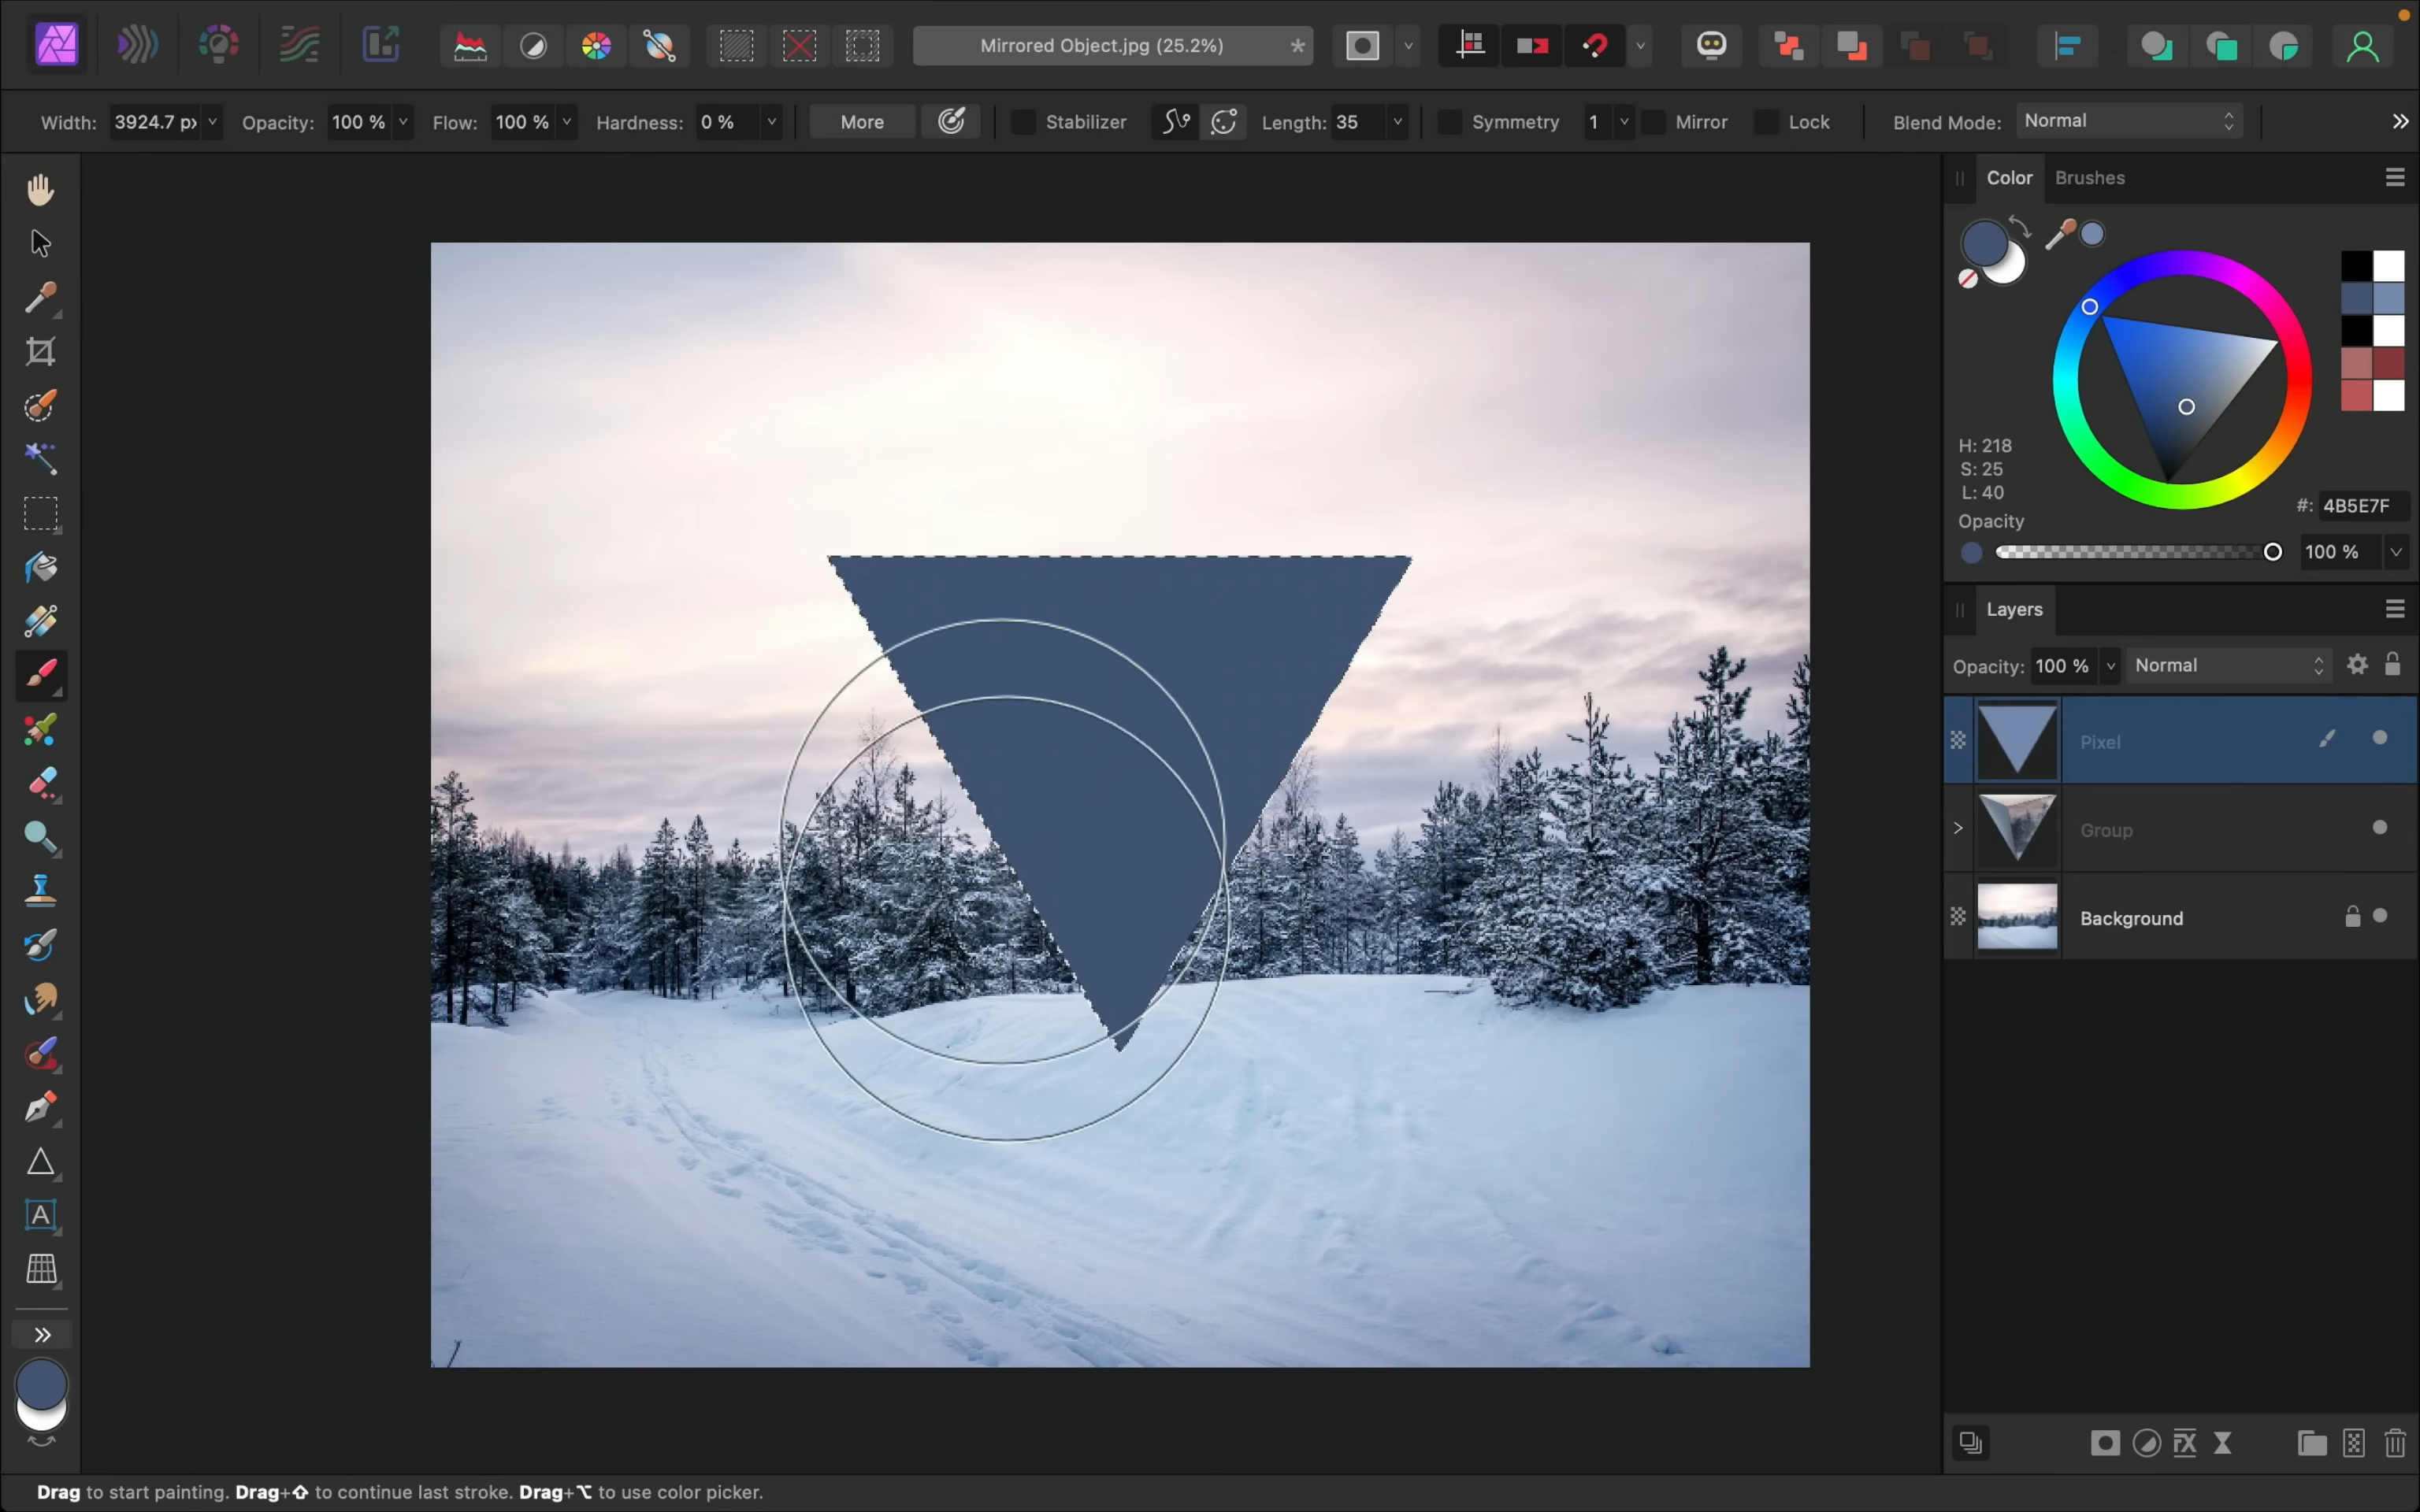 Mirrored Object.jpg (25.2%) *
Width: 3924.7 px Opacity: 100 % Flow: 100 % Hardness: 0 % More Stabilizer Length: 35 Symmetry 1 Mirror Lock Blend Mode: Normal
Color Brushes
H: 218
S: 25
L: 40
#: 4B5E7F
Opacity
100 %
Layers
Opacity: 100 % Normal
Pixel
Group
Background
A
FX
Drag to start painting. Drag+⇧ to continue last stroke. Drag+⌥ to use color picker.